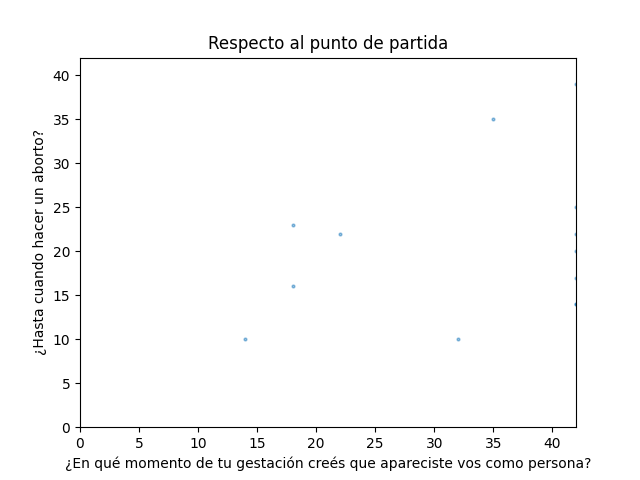 Respecto al punto de partida
¿Hasta cuando hacer un aborto?
40
35
30
25
20
15
10
5
0
0 5 10 15 20 25 30 35 40
¿En qué momento de tu gestación creés que apareciste vos como persona?